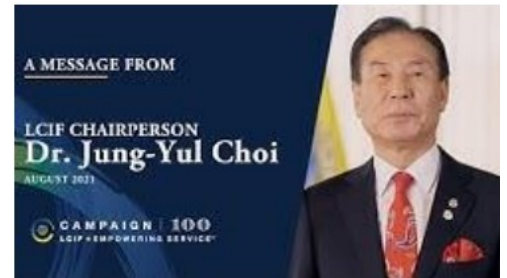 A MESSAGE FROM
LCIF CHAIRPERSON
Dr. Jung-Yul Choi
AUGUST 2021
CAMPAIGN | 100
LCIF • EMPOWERING SERVICE